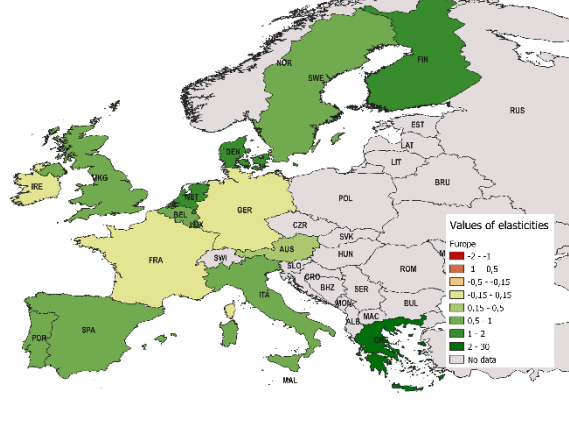 FIN
NOR
SWE
RUS
EST
LAT
DEN
LIT
IRE
UKG
BRU
NET
POL
GER
BEL
LUX
CZR
SVK
FRA
AUS
HUN
SWI
SLO
ROM
CRO
ITA
BHZ
SER
MON
BUL
MAC
ALB
SPA
POR
GRE
MAL
Values of elasticities
Europe
-2 - -1
-0,5 - -0,15
-0,15 - 0,15
0,15 - 0,5
0,5 - 1
1 - 2
2 - 30
No data